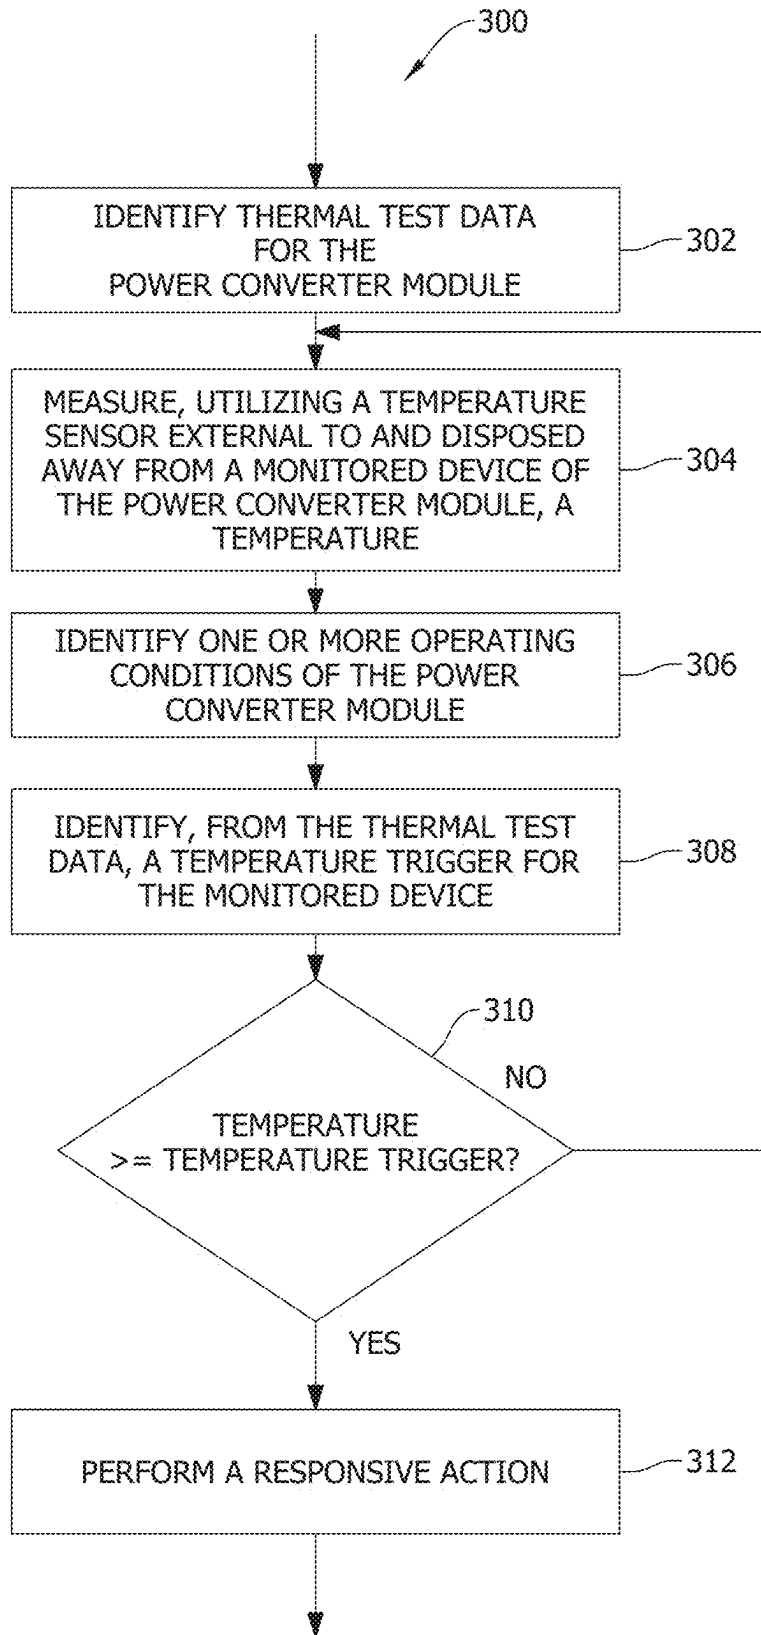 300
IDENTIFY THERMAL TEST DATA
FOR THE
POWER CONVERTER MODULE
302
MEASURE, UTILIZING A TEMPERATURE
SENSOR EXTERNAL TO AND DISPOSED
AWAY FROM A MONITORED DEVICE OF
THE POWER CONVERTER MODULE, A
TEMPERATURE
304
IDENTIFY ONE OR MORE OPERATING
CONDITIONS OF THE POWER
CONVERTER MODULE
306
IDENTIFY, FROM THE THERMAL TEST
DATA, A TEMPERATURE TRIGGER FOR
THE MONITORED DEVICE
308
310
NO
TEMPERATURE
>= TEMPERATURE TRIGGER?
YES
PERFORM A RESPONSIVE ACTION
312